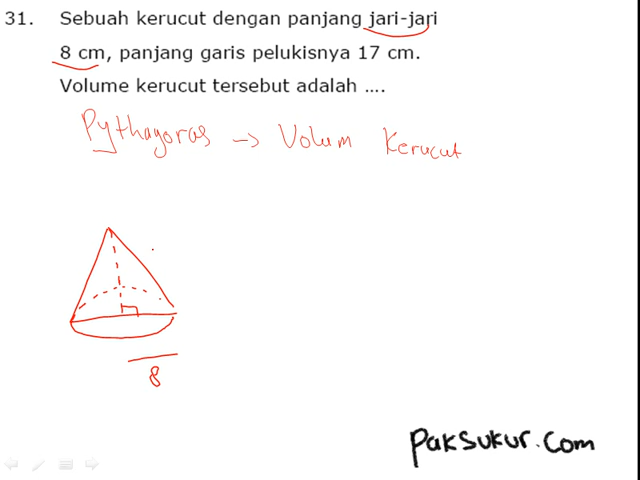 31. Sebuah kerucut dengan panjang jari-jari
8 cm, panjang garis pelukisnya 17 cm.
Volume kerucut tersebut adalah ....
Pythagoras -> Volum Kerucut
8
PakSukur.Com